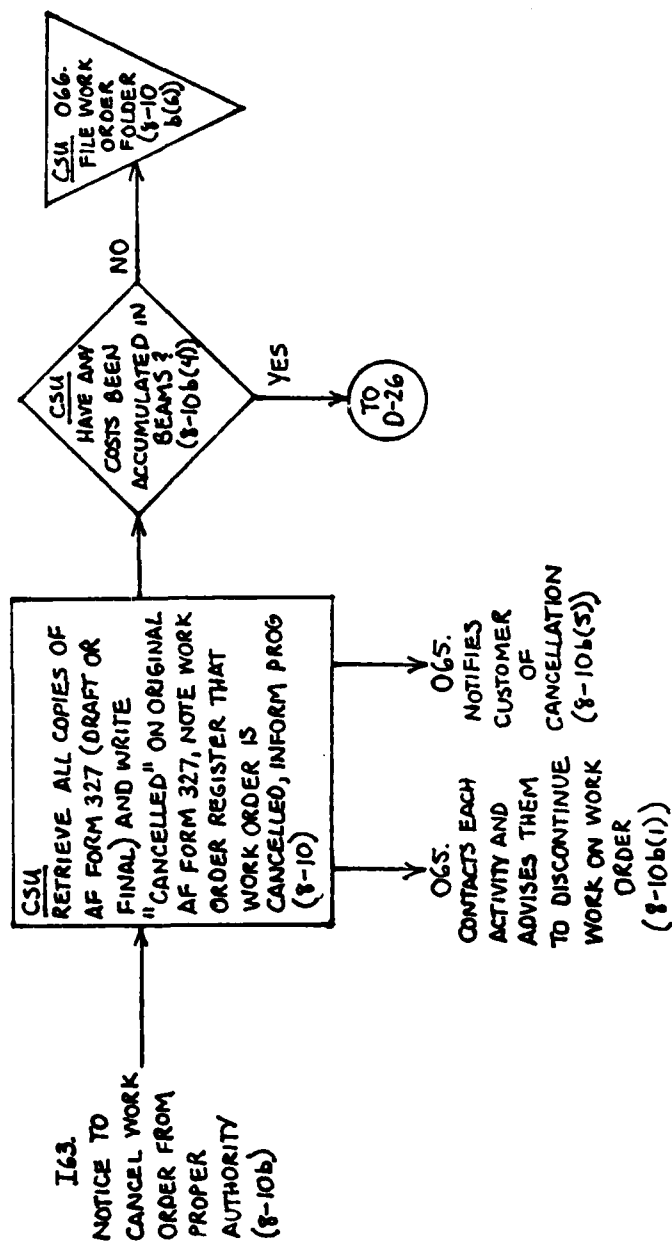 I63.
NOTICE TO
CANCEL WORK
ORDER FROM
PROPER
AUTHORITY
(8-10b)
CSU
RETRIEVE ALL COPIES OF
AF FORM 327 (DRAFT OR
FINAL) AND WRITE
"CANCELLED" ON ORIGINAL
AF FORM 327, NOTE WORK
ORDER REGISTER THAT
WORK ORDER IS
CANCELLED, INFORM PROG
(8-10)
O65.
CONTACTS EACH
ACTIVITY AND
ADVISES THEM
TO DISCONTINUE
WORK ON WORK
ORDER
(8-10b(1))
O65.
NOTIFIES
CUSTOMER
OF
CANCELLATION
(8-10b(5))
CSU
HAVE ANY
COSTS BEEN
ACCUMULATED IN
BEAMS?
(8-10b(4))
YES
TO
D-26
NO
CSU O66.
FILE WORK
ORDER
FOLDER
(8-10
b(6))